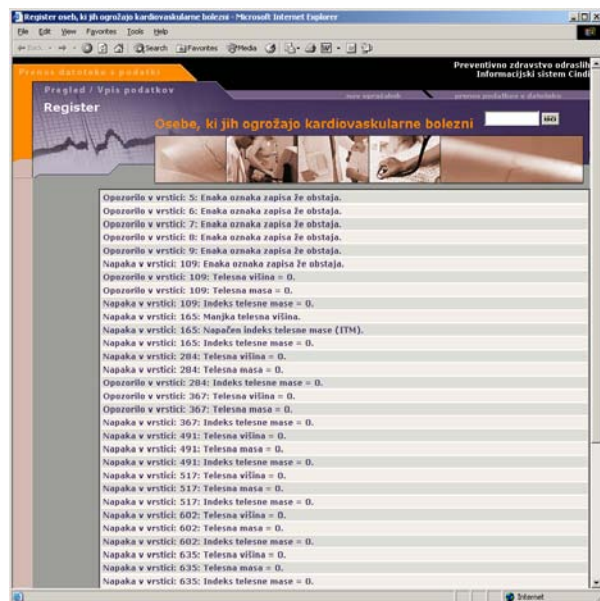 Register oseb, ki jih ogrožajo kardiovaskularne bolezni - Microsoft Internet Explorer
File Edit View Favorites Tools Help
Back Search Favorites Media
Preventivno zdravstvo odraslih
Informacijski sistem Cindi
Prenos datoteke s podatki
Pregled / Vpis podatkov
prenos podatkov v datoteko
Register
Osebe, ki jih ogrožajo kardiovaskularne bolezni
Opozorilo v vrstici: 5: Enaka oznaka zapisa že obstaja.
Opozorilo v vrstici: 6: Enaka oznaka zapisa že obstaja.
Opozorilo v vrstici: 7: Enaka oznaka zapisa že obstaja.
Opozorilo v vrstici: 8: Enaka oznaka zapisa že obstaja.
Opozorilo v vrstici: 9: Enaka oznaka zapisa že obstaja.
Napaka v vrstici: 109: Enaka oznaka zapisa že obstaja.
Opozorilo v vrstici: 109: Telesna višina = 0.
Opozorilo v vrstici: 109: Telesna masa = 0.
Napaka v vrstici: 109: Indeks telesne mase = 0.
Napaka v vrstici: 165: Manjka telesna višina.
Napaka v vrstici: 165: Napačen indeks telesne mase (ITM).
Napaka v vrstici: 165: Indeks telesne mase = 0.
Napaka v vrstici: 284: Telesna višina = 0.
Napaka v vrstici: 284: Telesna masa = 0.
Opozorilo v vrstici: 284: Indeks telesne mase = 0.
Opozorilo v vrstici: 367: Telesna višina = 0.
Opozorilo v vrstici: 367: Telesna masa = 0.
Napaka v vrstici: 367: Indeks telesne mase = 0.
Napaka v vrstici: 491: Telesna višina = 0.
Napaka v vrstici: 491: Telesna masa = 0.
Napaka v vrstici: 491: Indeks telesne mase = 0.
Napaka v vrstici: 517: Telesna višina = 0.
Napaka v vrstici: 517: Telesna masa = 0.
Napaka v vrstici: 517: Indeks telesne mase = 0.
Napaka v vrstici: 602: Telesna višina = 0.
Napaka v vrstici: 602: Telesna masa = 0.
Napaka v vrstici: 602: Indeks telesne mase = 0.
Napaka v vrstici: 635: Telesna višina = 0.
Napaka v vrstici: 635: Telesna masa = 0.
Napaka v vrstici: 635: Indeks telesne mase = 0.
Internet